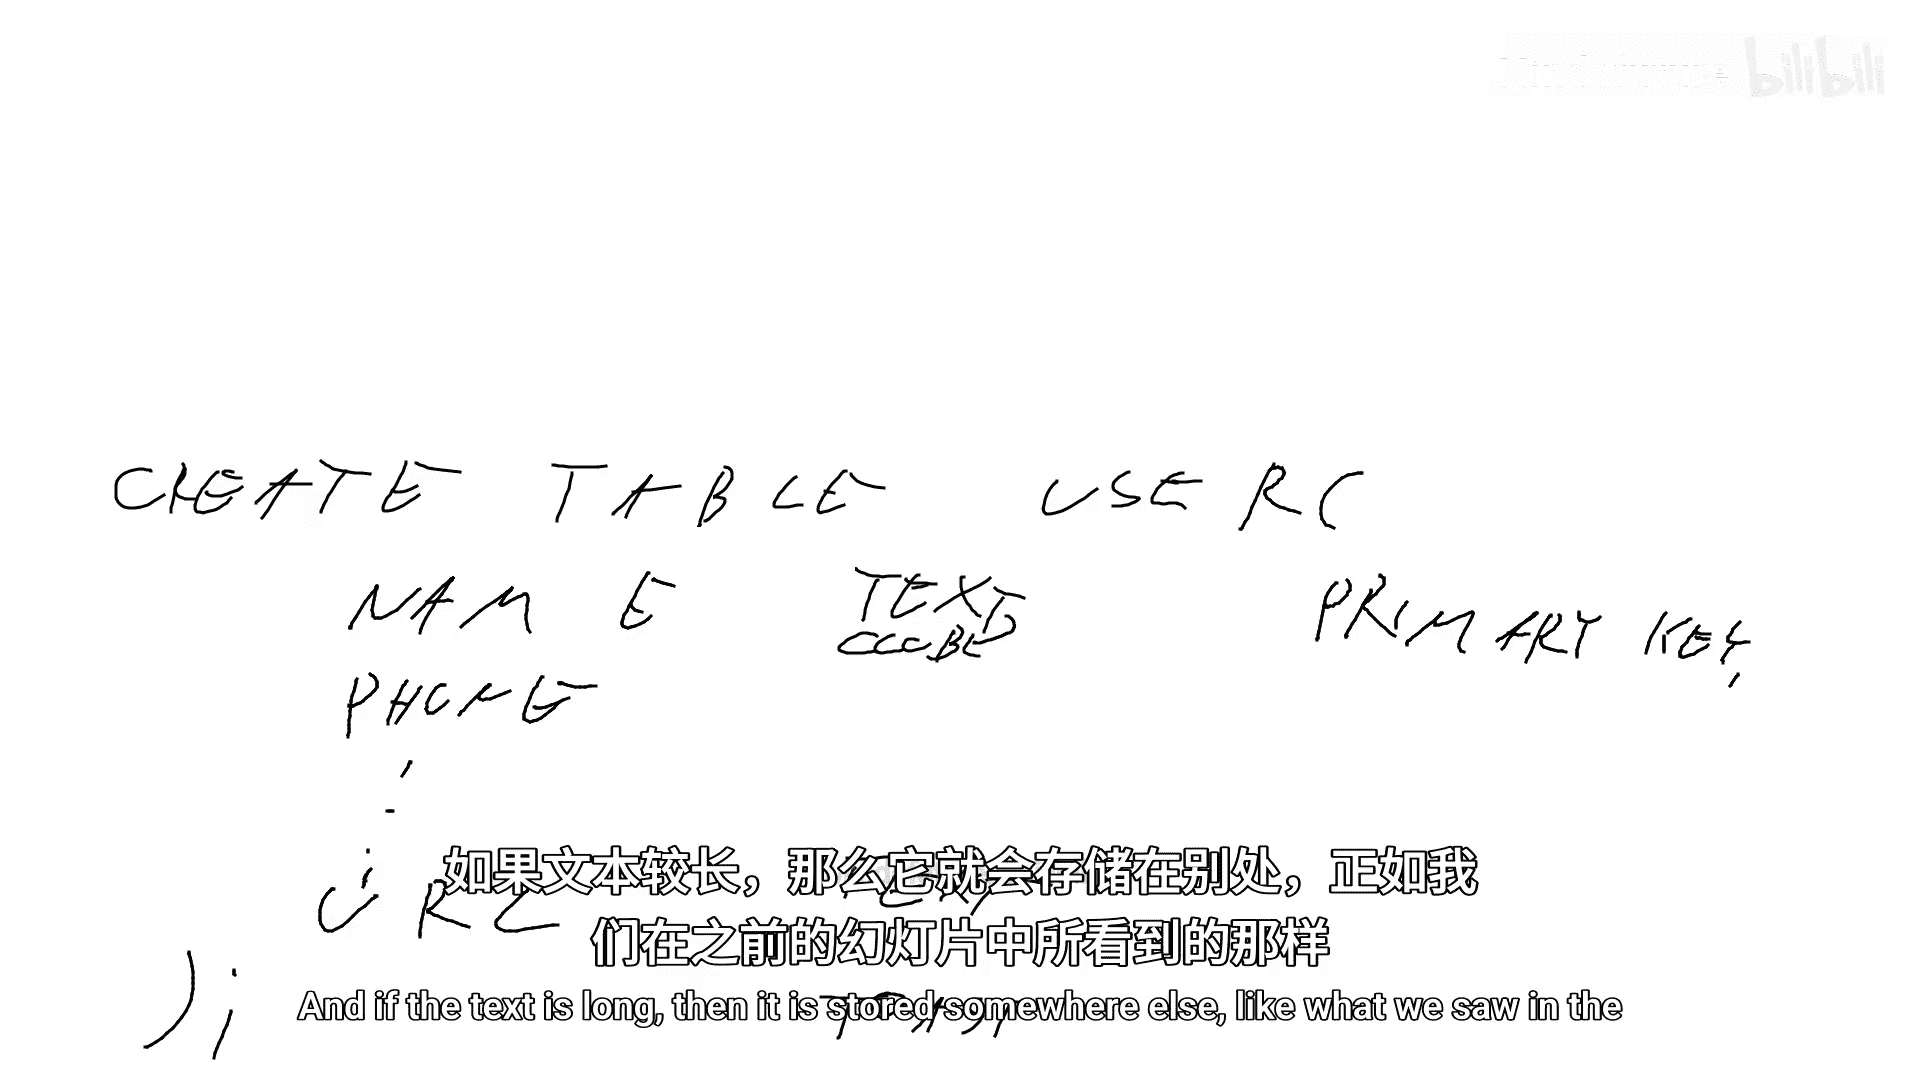 bilibili
CREATE TABLE USER(
NAME TEXT PRIMARY KEY,
PHONE
URL
如果文本较长，那么它就会存储在别处，正如我
们在之前的幻灯片中所看到的那样
);
And if the text is long, then it is stored somewhere else, like what we saw in the